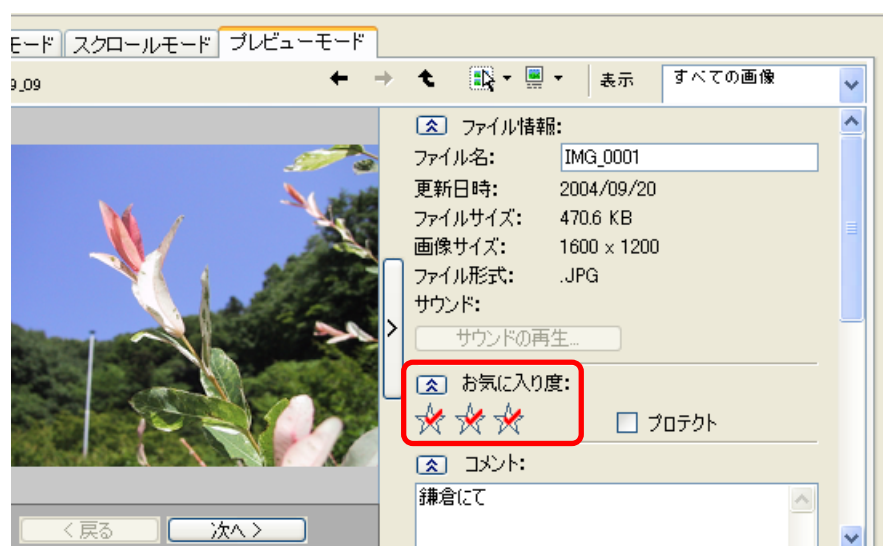 モード スクロールモード プレビューモード
9_09 表示 すべての画像
ファイル情報:
ファイル名: IMG_0001
更新日時: 2004/09/20
ファイルサイズ: 470.6 KB
画像サイズ: 1600 x 1200
ファイル形式: .JPG
サウンド:
サウンドの再生...
お気に入り度:
プロテクト
コメント:
鎌倉にて
< 戻る 次へ >